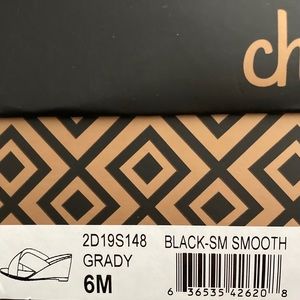 ch
2D19S148 BLACK-SM SMOOTH
GRADY
6M
6 36535 42620 8